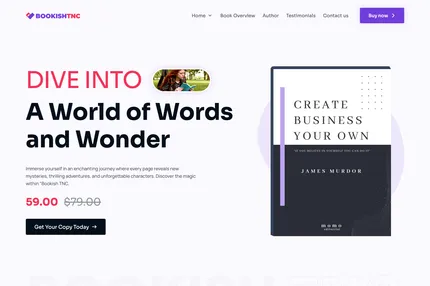 BOOKISHTNC
Home Book Overview Author Testimonials Contact us
Buy now
DIVE INTO
A World of Words
and Wonder
Immerse yourself in an enchanting journey where every page reveals new
mysteries, thrilling adventures, and unforgettable characters. Discover the magic
within "Bookish TNC.
59.00 $79.00
Get Your Copy Today
CREATE
BUSINESS
YOUR OWN
JAMES MURDOR